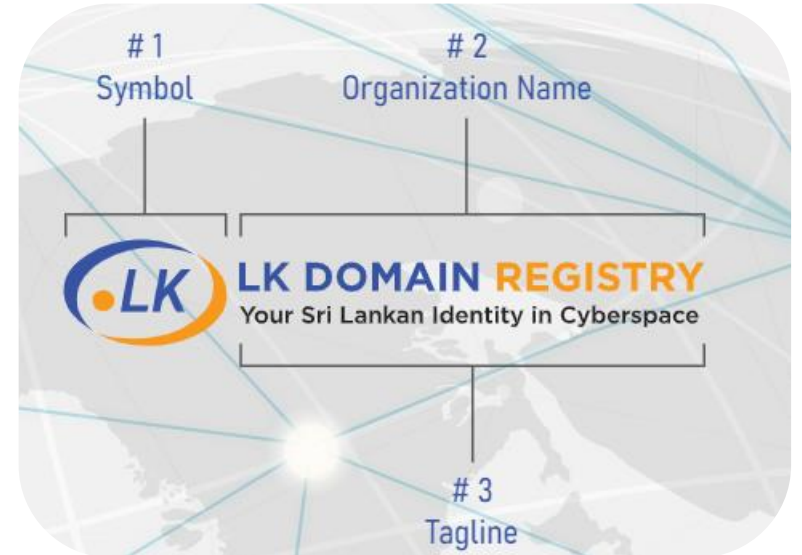 # 1
Symbol
# 2
Organization Name
.LK
LK DOMAIN REGISTRY
Your Sri Lankan Identity in Cyberspace
# 3
Tagline